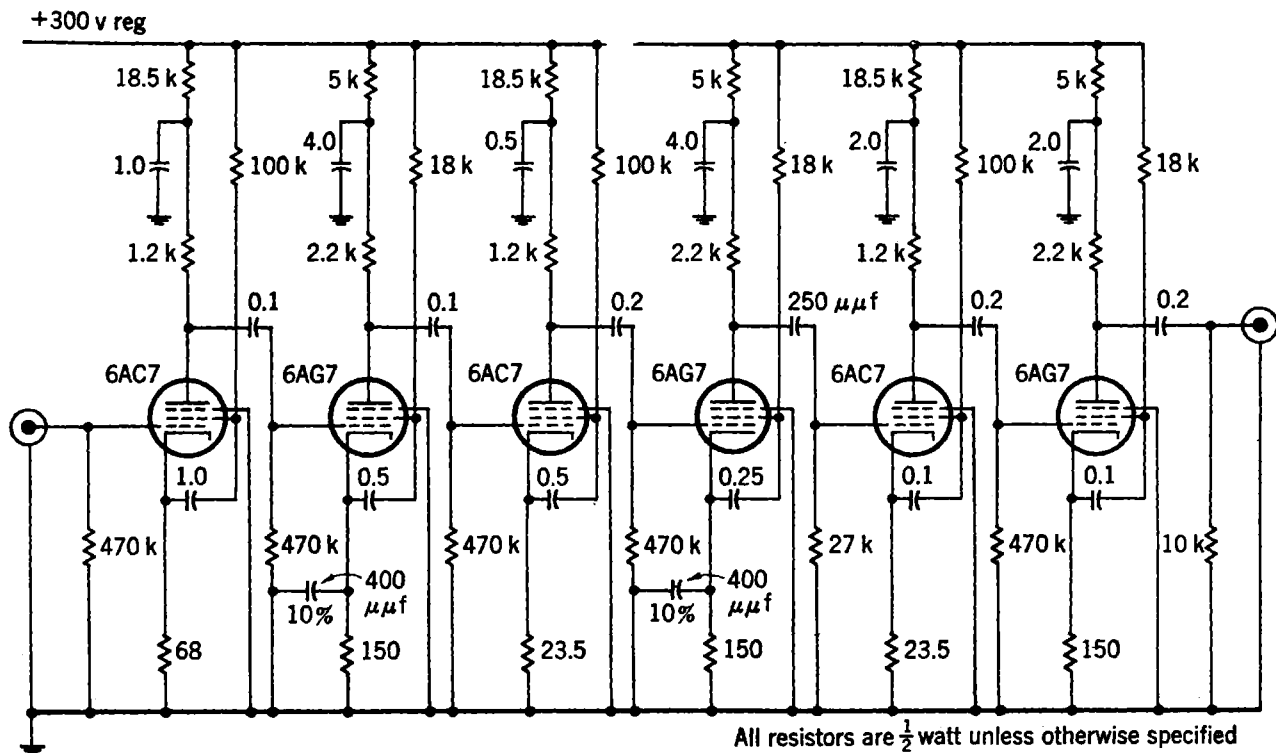 +300 v reg
18.5 k 5 k 18.5 k 5 k 18.5 k 5 k
1.0 4.0 0.5 4.0 2.0 2.0
100 k 18 k 100 k 18 k 100 k 18 k
1.2 k 2.2 k 1.2 k 2.2 k 1.2 k 2.2 k
0.1 0.1 0.2 250 μμf 0.2 0.2
6AC7 6AG7 6AC7 6AG7 6AC7 6AG7
1.0 0.5 0.5 0.25 0.1 0.1
470 k 470 k 470 k 470 k 27 k 470 k 10 k
400 μμf 400 μμf
10% 10%
68 150 23.5 150 23.5 150
All resistors are 1/2 watt unless otherwise specified